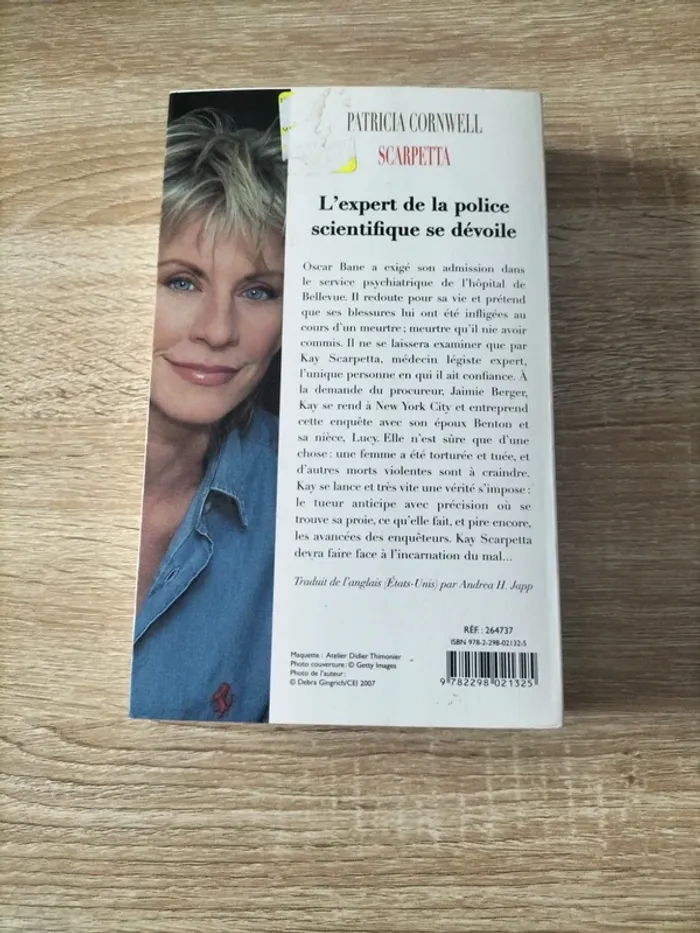 PATRICIA CORNWELL
SCARPETTA
L'expert de la police
scientifique se dévoile
Oscar Bane a exigé son admission dans
le service psychiatrique de l'hôpital de
Bellevue. Il redoute pour sa vie et prétend
que ses blessures lui ont été infligées au
cours d'un meurtre ; meurtre qu'il nie avoir
commis. Il ne se laissera examiner que par
Kay Scarpetta, médecin légiste expert,
l'unique personne en qui il ait confiance. À
la demande du procureur, Jaimie Berger,
Kay se rend à New York City et entreprend
cette enquête avec son époux Benton et
sa nièce, Lucy. Elle n'est sûre que d'une
chose : une femme a été torturée et tuée, et
d'autres morts violentes sont à craindre.
Kay se lance et très vite une vérité s'impose :
le tueur anticipe avec précision où se
trouve sa proie, ce qu'elle fait, et pire encore,
les avancées des enquêteurs. Kay Scarpetta
devra faire face à l'incarnation du mal...
Traduit de l'anglais (États-Unis) par Andrea H. Japp
RÉF : 264737
ISBN 978-2-298-02132-5
Maquette : Atelier Didier Thimonier
Photo couverture : © Getty Images
Photo de l'auteur :
© Debra Gingrich/CEI 2007
9 782298 021325